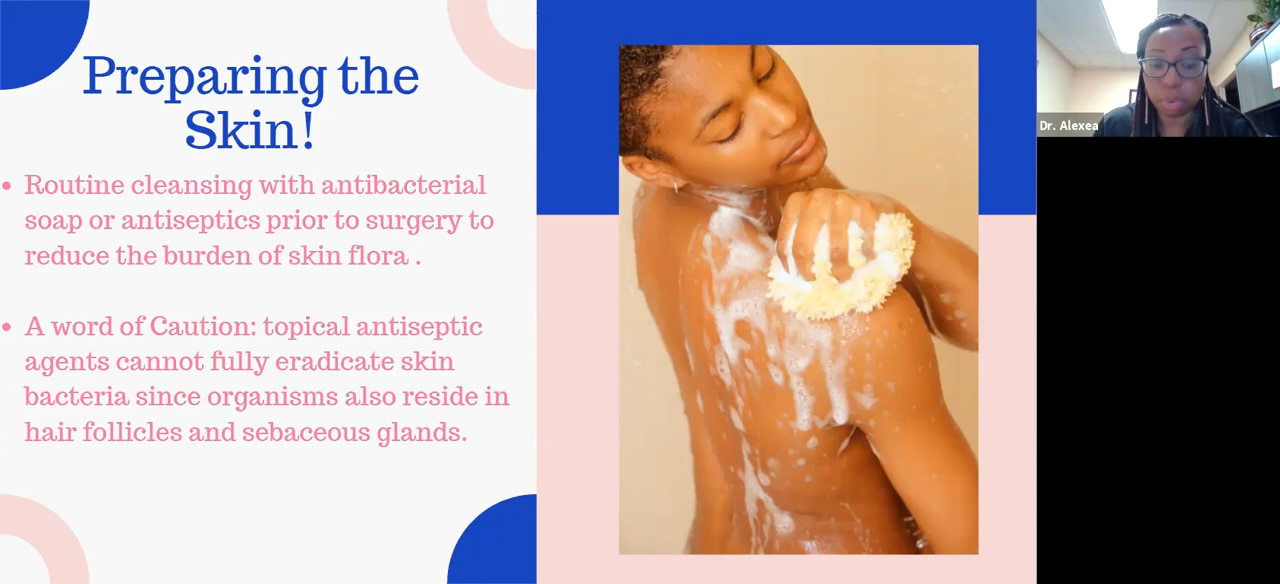 Preparing the
Skin!
• Routine cleansing with antibacterial
soap or antiseptics prior to surgery to
reduce the burden of skin flora .
• A word of Caution: topical antiseptic
agents cannot fully eradicate skin
bacteria since organisms also reside in
hair follicles and sebaceous glands.
Dr. Alexea